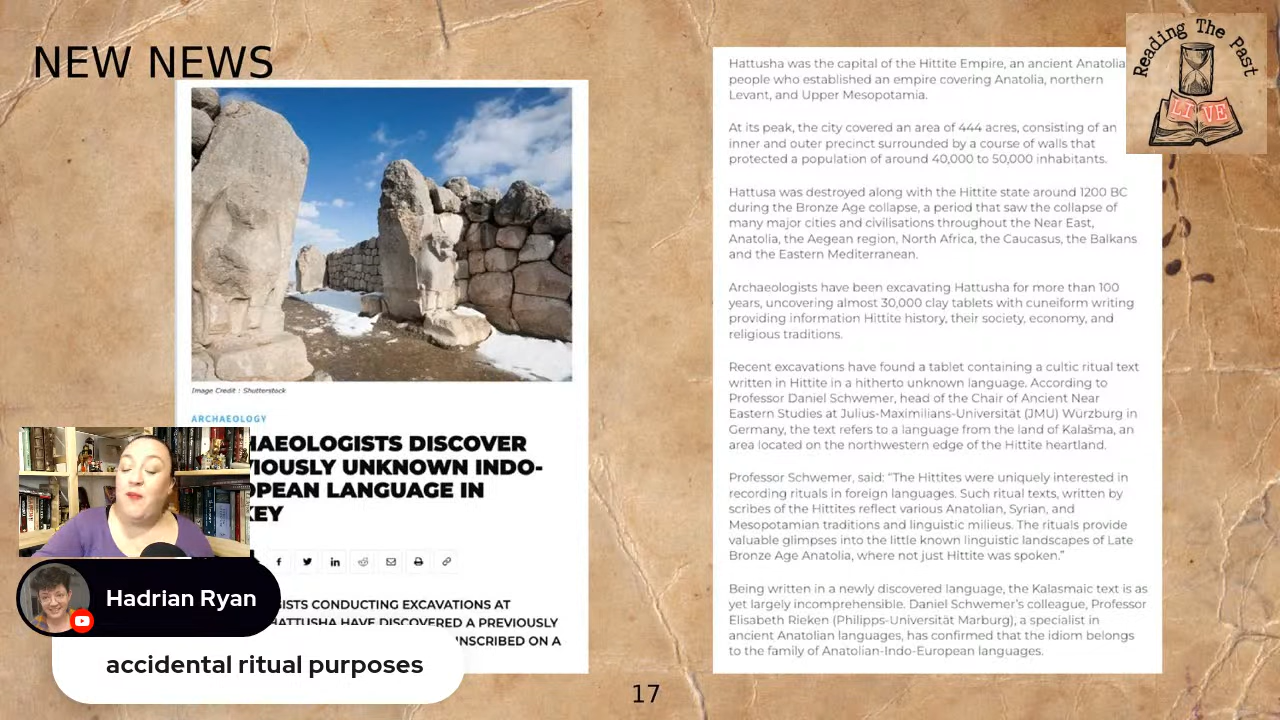 NEW NEWS
Reading The Past
LIVE
Image Credit : Shutterstock
ARCHAEOLOGY
HAEOLOGISTS DISCOVER
VIOUSLY UNKNOWN INDO-
OPEAN LANGUAGE IN
KEY
ISTS CONDUCTING EXCAVATIONS AT
HATTUSHA HAVE DISCOVERED A PREVIOUSLY
INSCRIBED ON A
Hadrian Ryan
accidental ritual purposes
Hattusha was the capital of the Hittite Empire, an ancient Anatolia
people who established an empire covering Anatolia, northern
Levant, and Upper Mesopotamia.
At its peak, the city covered an area of 444 acres, consisting of an
inner and outer precinct surrounded by a course of walls that
protected a population of around 40,000 to 50,000 inhabitants.
Hattusa was destroyed along with the Hittite state around 1200 BC
during the Bronze Age collapse, a period that saw the collapse of
many major cities and civilisations throughout the Near East,
Anatolia, the Aegean region, North Africa, the Caucasus, the Balkans
and the Eastern Mediterranean.
Archaeologists have been excavating Hattusha for more than 100
years, uncovering almost 30,000 clay tablets with cuneiform writing
providing information Hittite history, their society, economy, and
religious traditions.
Recent excavations have found a tablet containing a cultic ritual text
written in Hittite in a hitherto unknown language. According to
Professor Daniel Schwemer, head of the Chair of Ancient Near
Eastern Studies at Julius-Maximilians-Universität (JMU) Würzburg in
Germany, the text refers to a language from the land of Kalašma, an
area located on the northwestern edge of the Hittite heartland.
Professor Schwemer, said: “The Hittites were uniquely interested in
recording rituals in foreign languages. Such ritual texts, written by
scribes of the Hittites reflect various Anatolian, Syrian, and
Mesopotamian traditions and linguistic milieus. The rituals provide
valuable glimpses into the little known linguistic landscapes of Late
Bronze Age Anatolia, where not just Hittite was spoken.”
Being written in a newly discovered language, the Kalasmaic text is as
yet largely incomprehensible. Daniel Schwemer’s colleague, Professor
Elisabeth Rieken (Philipps-Universität Marburg), a specialist in
ancient Anatolian languages, has confirmed that the idiom belongs
to the family of Anatolian-Indo-European languages.
17